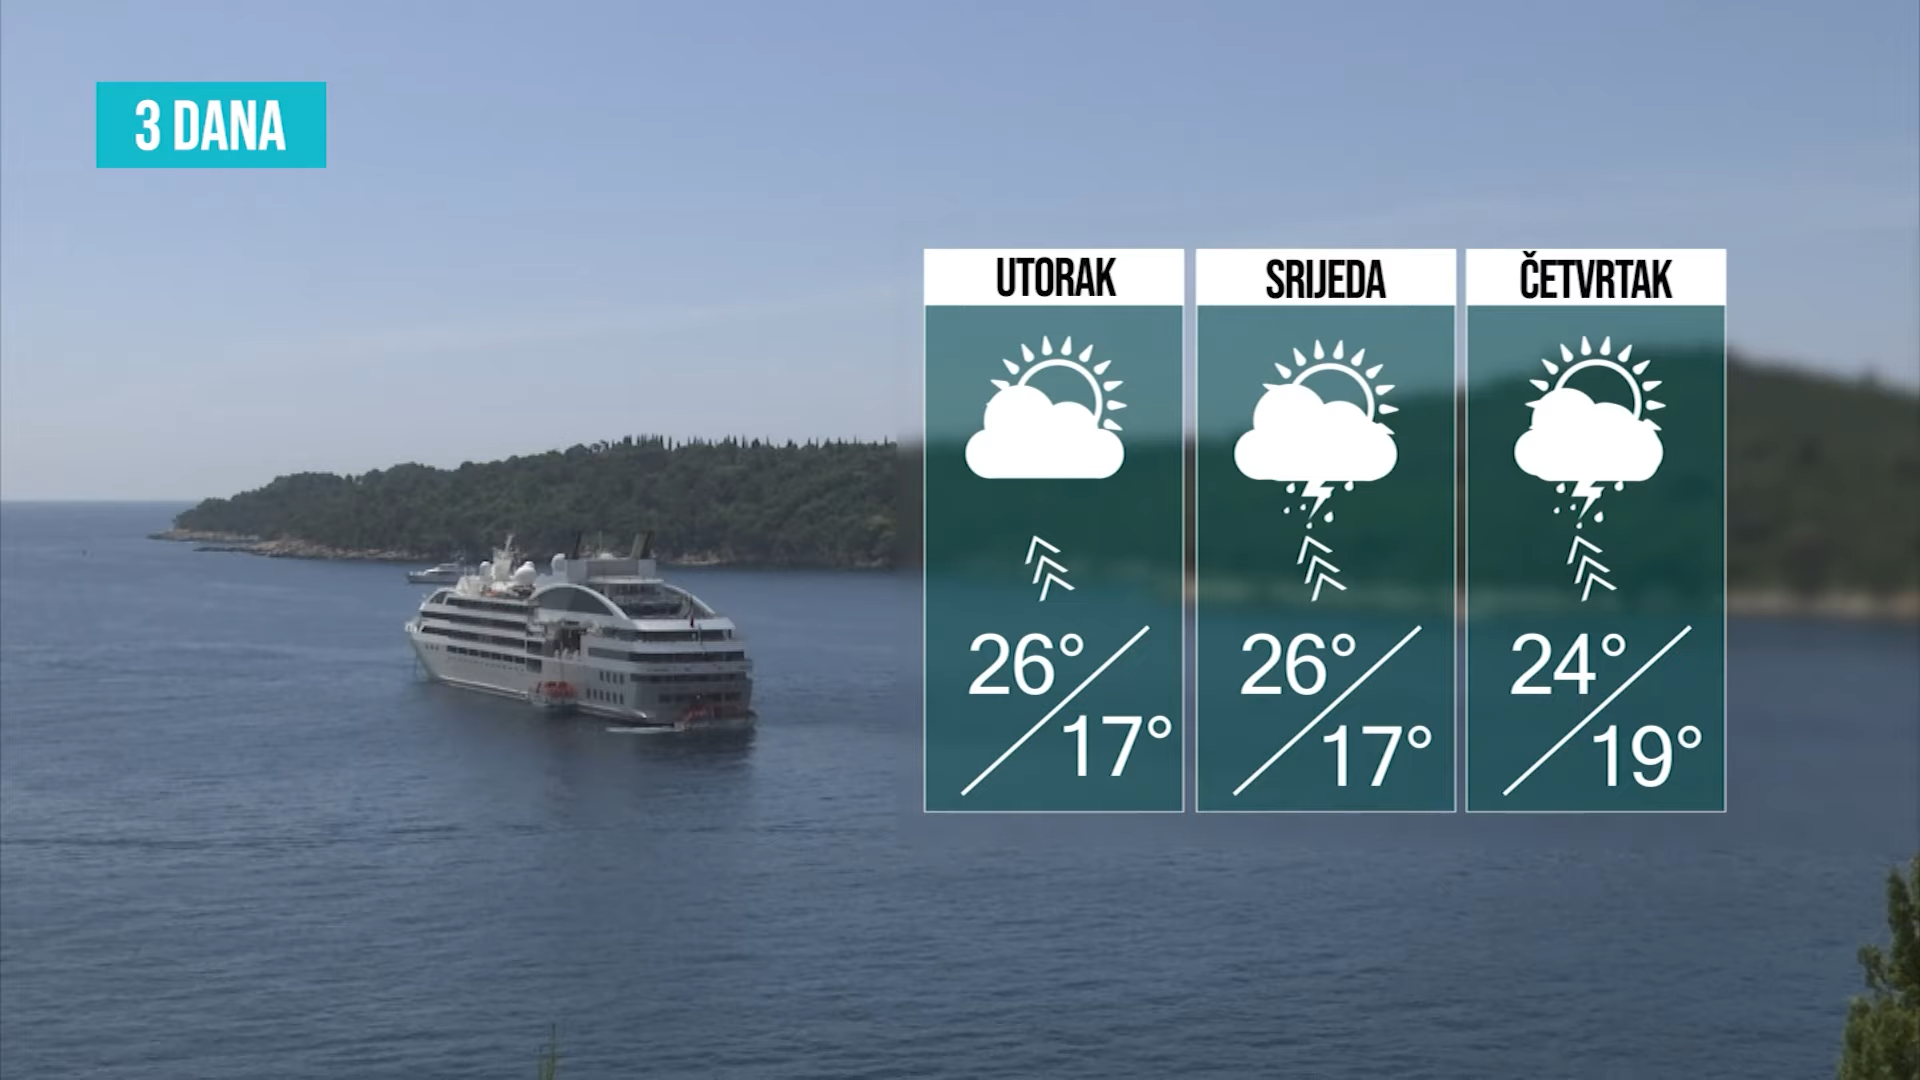 3 DANA
UTORAK
26°
17°
SRIJEDA
26°
17°
ČETVRTAK
24°
19°